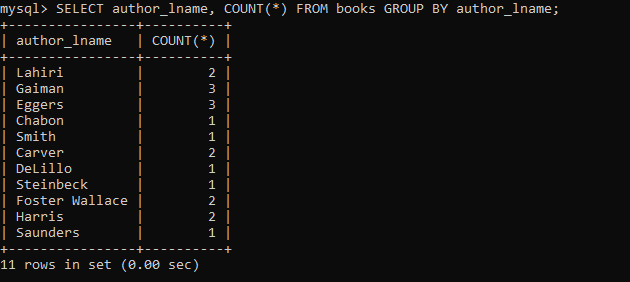 mysql> SELECT author_lname, COUNT(*) FROM books GROUP BY author_lname;
+----------------+----------+
| author_lname   | COUNT(*) |
+----------------+----------+
| Lahiri         |        2 |
| Gaiman         |        3 |
| Eggers         |        3 |
| Chabon         |        1 |
| Smith          |        1 |
| Carver         |        2 |
| DeLillo        |        1 |
| Steinbeck      |        1 |
| Foster Wallace |        2 |
| Harris         |        2 |
| Saunders       |        1 |
+----------------+----------+
11 rows in set (0.00 sec)